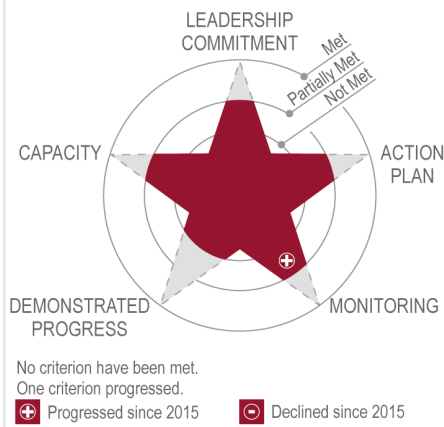 LEADERSHIP
COMMITMENT
Met
Partially Met
Not Met
CAPACITY
ACTION
PLAN
DEMONSTRATED
PROGRESS
MONITORING
No criterion have been met.
One criterion progressed.
Progressed since 2015
Declined since 2015